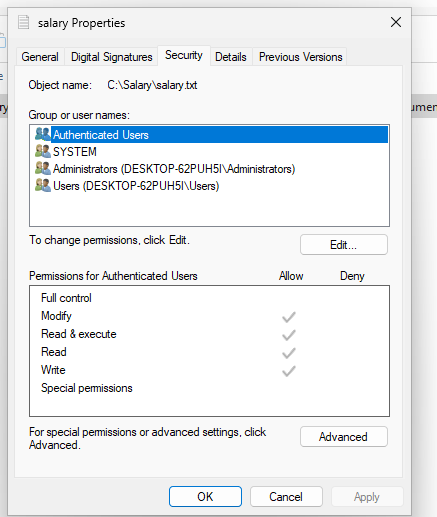 salary Properties
General Digital Signatures Security Details Previous Versions
Object name: C:\Salary\salary.txt
Group or user names:
Authenticated Users
SYSTEM
Administrators (DESKTOP-62PUH5I\Administrators)
Users (DESKTOP-62PUH5I\Users)
To change permissions, click Edit.
Edit...
Permissions for Authenticated Users Allow Deny
Full control
Modify
Read & execute
Read
Write
Special permissions
For special permissions or advanced settings, click
Advanced.
Advanced
OK Cancel Apply